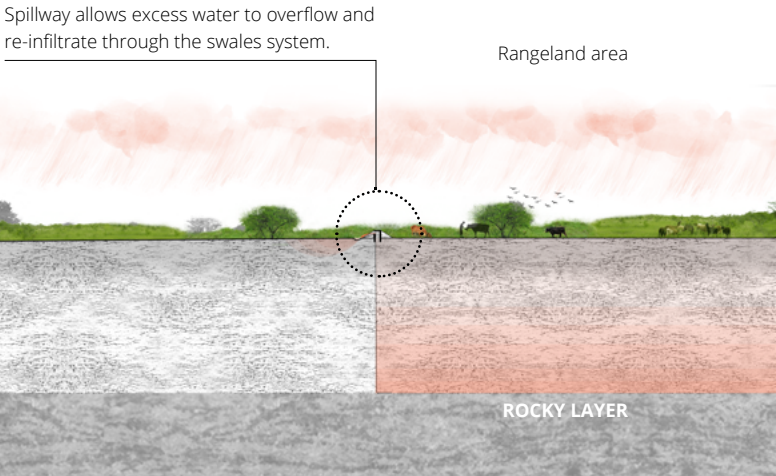 Spillway allows excess water to overflow and
re-infiltrate through the swales system.
Rangeland area
ROCKY LAYER